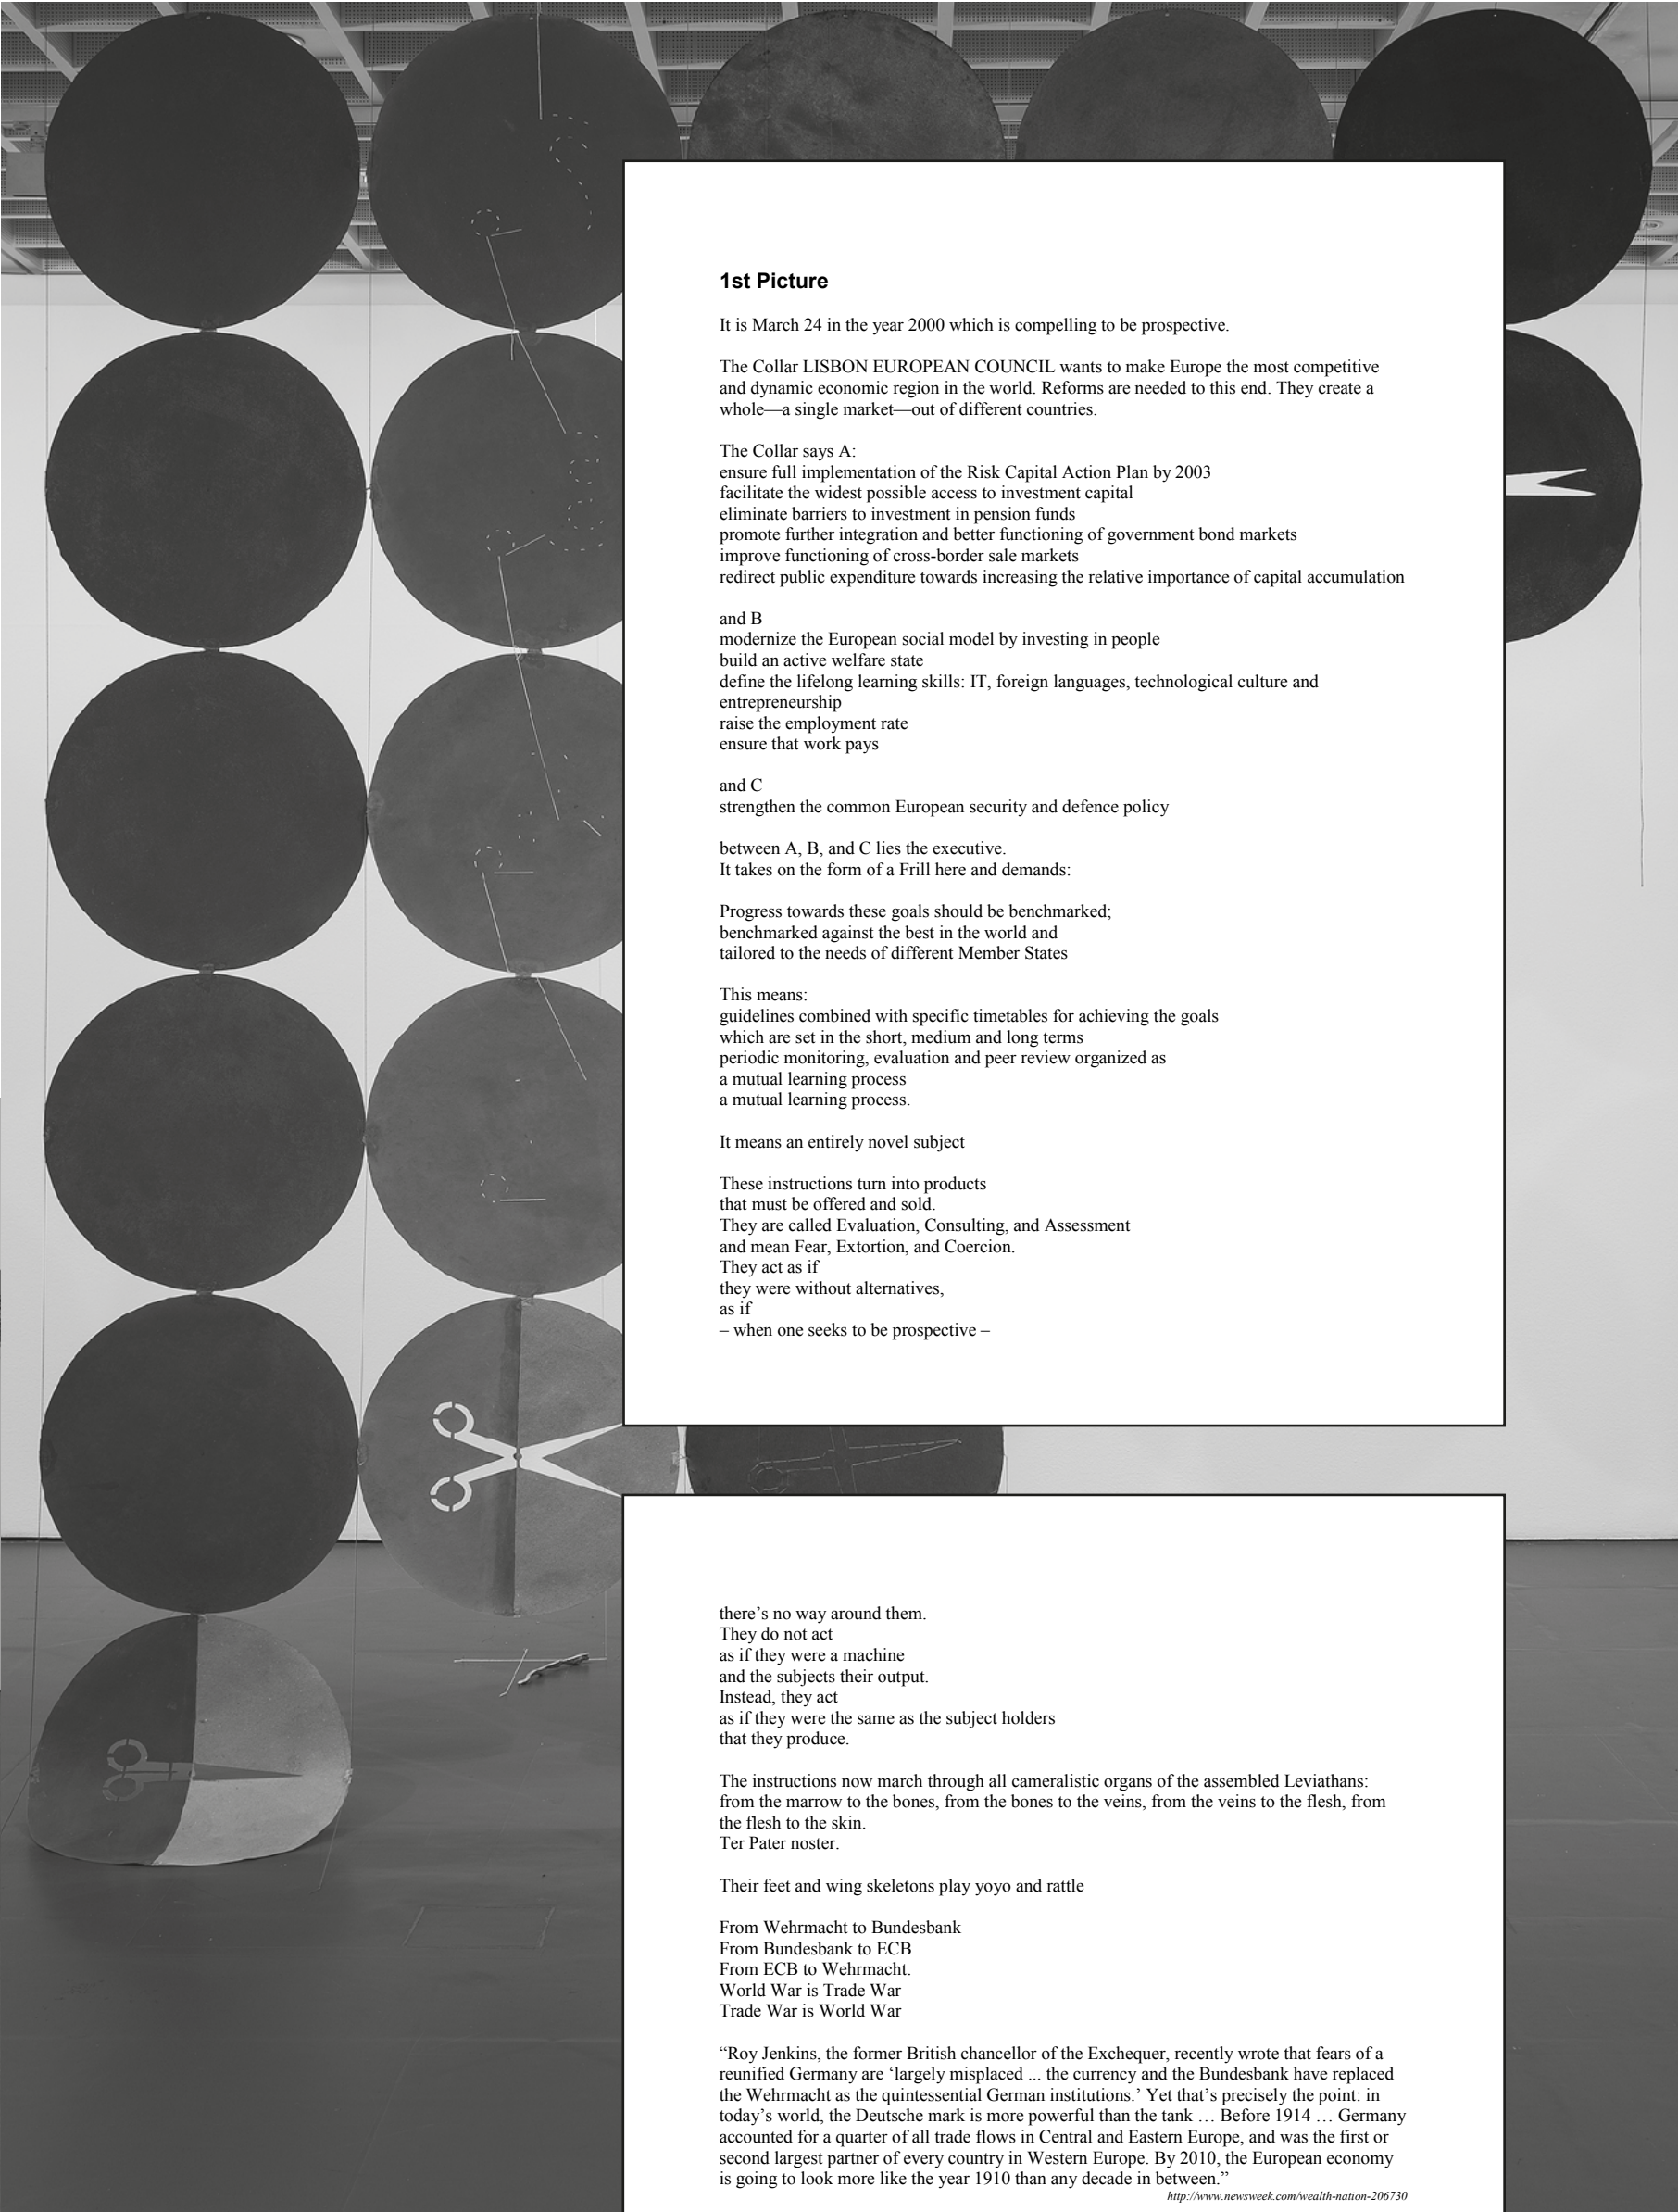 1st Picture
It is March 24 in the year 2000 which is compelling to be prospective.
The Collar LISBON EUROPEAN COUNCIL wants to make Europe the most competitive
and dynamic economic region in the world. Reforms are needed to this end. They create a
whole—a single market—out of different countries.
The Collar says A:
ensure full implementation of the Risk Capital Action Plan by 2003
facilitate the widest possible access to investment capital
eliminate barriers to investment in pension funds
promote further integration and better functioning of government bond markets
improve functioning of cross-border sale markets
redirect public expenditure towards increasing the relative importance of capital accumulation
and B
modernize the European social model by investing in people
build an active welfare state
define the lifelong learning skills: IT, foreign languages, technological culture and
entrepreneurship
raise the employment rate
ensure that work pays
and C
strengthen the common European security and defence policy
between A, B, and C lies the executive.
It takes on the form of a Frill here and demands:
Progress towards these goals should be benchmarked;
benchmarked against the best in the world and
tailored to the needs of different Member States
This means:
guidelines combined with specific timetables for achieving the goals
which are set in the short, medium and long terms
periodic monitoring, evaluation and peer review organized as
a mutual learning process
a mutual learning process.
It means an entirely novel subject
These instructions turn into products
that must be offered and sold.
They are called Evaluation, Consulting, and Assessment
and mean Fear, Extortion, and Coercion.
They act as if
they were without alternatives,
as if
– when one seeks to be prospective –
there’s no way around them.
They do not act
as if they were a machine
and the subjects their output.
Instead, they act
as if they were the same as the subject holders
that they produce.
The instructions now march through all cameralistic organs of the assembled Leviathans:
from the marrow to the bones, from the bones to the veins, from the veins to the flesh, from
the flesh to the skin.
Ter Pater noster.
Their feet and wing skeletons play yoyo and rattle
From Wehrmacht to Bundesbank
From Bundesbank to ECB
From ECB to Wehrmacht.
World War is Trade War
Trade War is World War
“Roy Jenkins, the former British chancellor of the Exchequer, recently wrote that fears of a
reunified Germany are ‘largely misplaced ... the currency and the Bundesbank have replaced
the Wehrmacht as the quintessential German institutions.’ Yet that’s precisely the point: in
today’s world, the Deutsche mark is more powerful than the tank … Before 1914 … Germany
accounted for a quarter of all trade flows in Central and Eastern Europe, and was the first or
second largest partner of every country in Western Europe. By 2010, the European economy
is going to look more like the year 1910 than any decade in between.”
http://www.newsweek.com/wealth-nation-206730